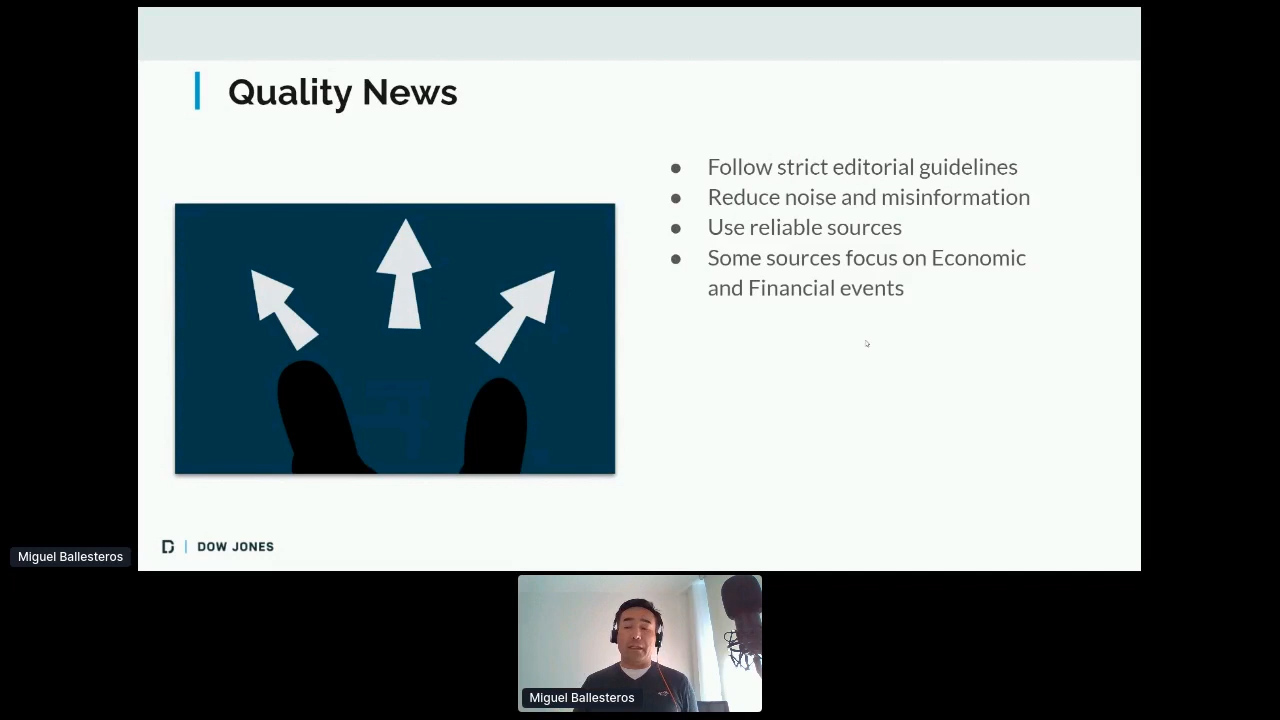 Quality News
● Follow strict editorial guidelines
● Reduce noise and misinformation
● Use reliable sources
● Some sources focus on Economic
and Financial events
DOW JONES
Miguel Ballesteros
Miguel Ballesteros